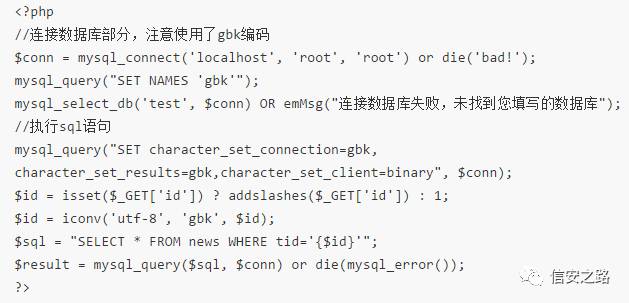 <?php
//连接数据库部分，注意使用了gbk编码
$conn = mysql_connect('localhost', 'root', 'root') or die('bad!');
mysql_query("SET NAMES 'gbk'");
mysql_select_db('test', $conn) OR emMsg("连接数据库失败，未找到您填写的数据库");
//执行sql语句
mysql_query("SET character_set_connection=gbk,
character_set_results=gbk,character_set_client=binary", $conn);
$id = isset($_GET['id']) ? addslashes($_GET['id']) : 1;
$id = iconv('utf-8', 'gbk', $id);
$sql = "SELECT * FROM news WHERE tid='{$id}'";
$result = mysql_query($sql, $conn) or die(mysql_error());
?>
信安之路